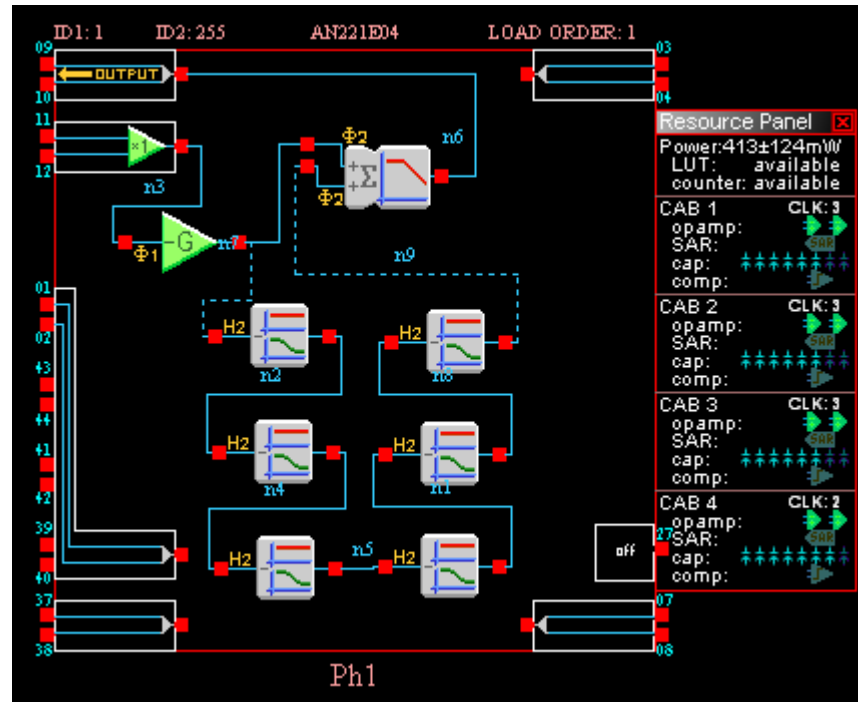 ID1: 1 ID2: 255 AN221E04 LOAD ORDER: 1
09
03
OUTPUT
10
04
11
×1
12
n3
Φ2
n6
+
Σ
+
Φ2
Φ1
-G
n7
n9
01
02
H2
n2
H2
n8
43
44
41
42
H2
n4
H2
n1
39
40
H2
n5
H2
off
27
37
38
07
08
Ph1
Resource Panel
Power:413±124mW
LUT: available
counter: available
CAB 1 CLK: 3
opamp:
SAR: SAR
cap:
comp:
CAB 2 CLK: 3
opamp:
SAR: SAR
cap:
comp:
CAB 3 CLK: 3
opamp:
SAR: SAR
cap:
comp:
CAB 4 CLK: 2
opamp:
SAR: SAR
cap:
comp: